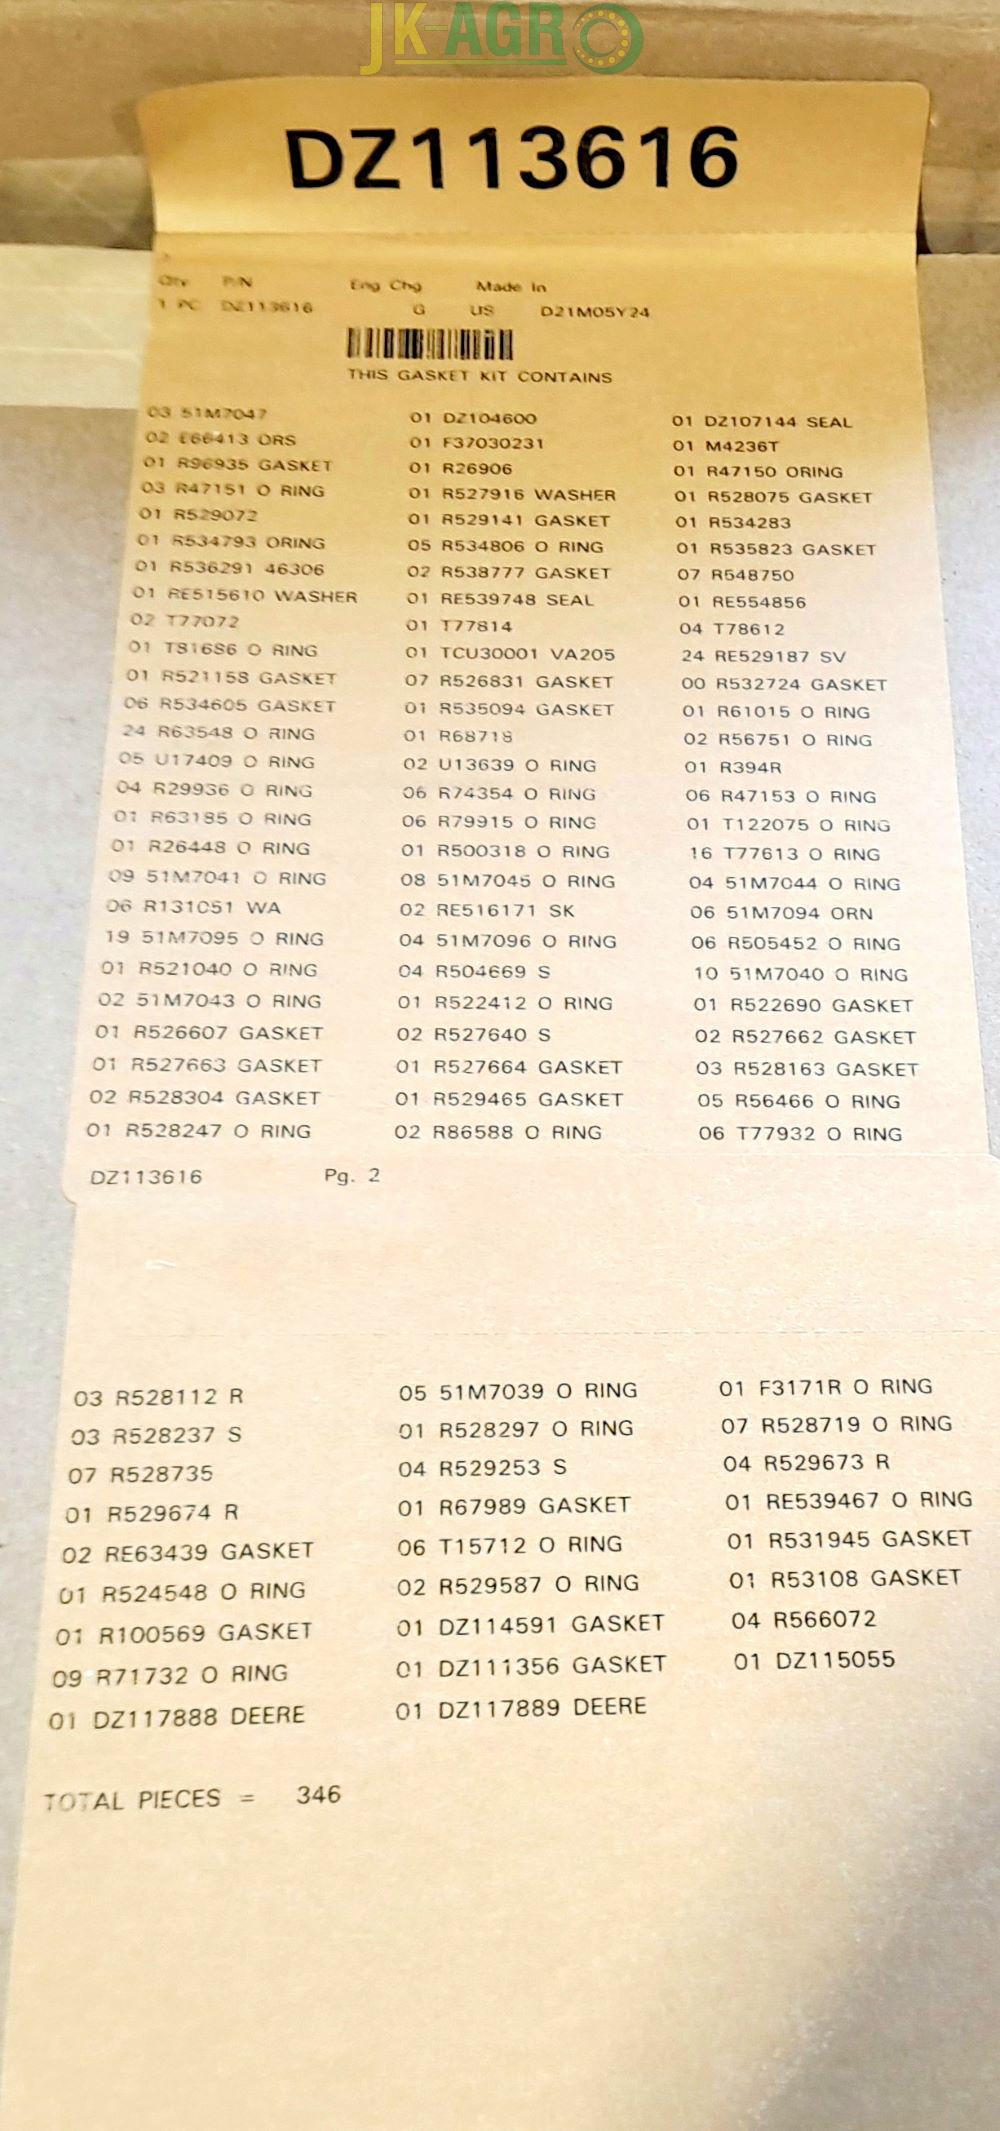 JK-AGRO
DZ113616
Qty P/N Eng Chg Made In
1 PC DZ113616 G US D21M05Y24
THIS GASKET KIT CONTAINS
03 51M7047 01 DZ104600 01 DZ107144 SEAL
02 E66413 ORS 01 F37030231 01 M4236T
01 R96935 GASKET 01 R26906 01 R47150 ORING
03 R47151 O RING 01 R527916 WASHER 01 R528075 GASKET
01 R529072 01 R529141 GASKET 01 R534283
01 R534793 ORING 05 R534806 O RING 01 R535823 GASKET
01 R536291 46306 02 R538777 GASKET 07 R548750
01 RE515610 WASHER 01 RE539748 SEAL 01 RE554856
02 T77072 01 T77814 04 T78612
01 T81686 O RING 01 TCU30001 VA205 24 RE529187 SV
01 R521158 GASKET 07 R526831 GASKET 00 R532724 GASKET
06 R534605 GASKET 01 R535094 GASKET 01 R61015 O RING
24 R63548 O RING 01 R68718 02 R56751 O RING
05 U17409 O RING 02 U13639 O RING 01 R394R
04 R29936 O RING 06 R74354 O RING 06 R47153 O RING
01 R63185 O RING 06 R79915 O RING 01 T122075 O RING
01 R26448 O RING 01 R500318 O RING 16 T77613 O RING
09 51M7041 O RING 08 51M7045 O RING 04 51M7044 O RING
06 R131051 WA 02 RE516171 SK 06 51M7094 ORN
19 51M7095 O RING 04 51M7096 O RING 06 R505452 O RING
01 R521040 O RING 04 R504669 S 10 51M7040 O RING
02 51M7043 O RING 01 R522412 O RING 01 R522690 GASKET
01 R526607 GASKET 02 R527640 S 02 R527662 GASKET
01 R527663 GASKET 01 R527664 GASKET 03 R528163 GASKET
02 R528304 GASKET 01 R529465 GASKET 05 R56466 O RING
01 R528247 O RING 02 R86588 O RING 06 T77932 O RING
DZ113616 Pg. 2
03 R528112 R 05 51M7039 O RING 01 F3171R O RING
03 R528237 S 01 R528297 O RING 07 R528719 O RING
07 R528735 04 R529253 S 04 R529673 R
01 R529674 R 01 R67989 GASKET 01 RE539467 O RING
02 RE63439 GASKET 06 T15712 O RING 01 R531945 GASKET
01 R524548 O RING 02 R529587 O RING 01 R53108 GASKET
01 R100569 GASKET 01 DZ114591 GASKET 04 R566072
09 R71732 O RING 01 DZ111356 GASKET 01 DZ115055
01 DZ117888 DEERE 01 DZ117889 DEERE
TOTAL PIECES = 346